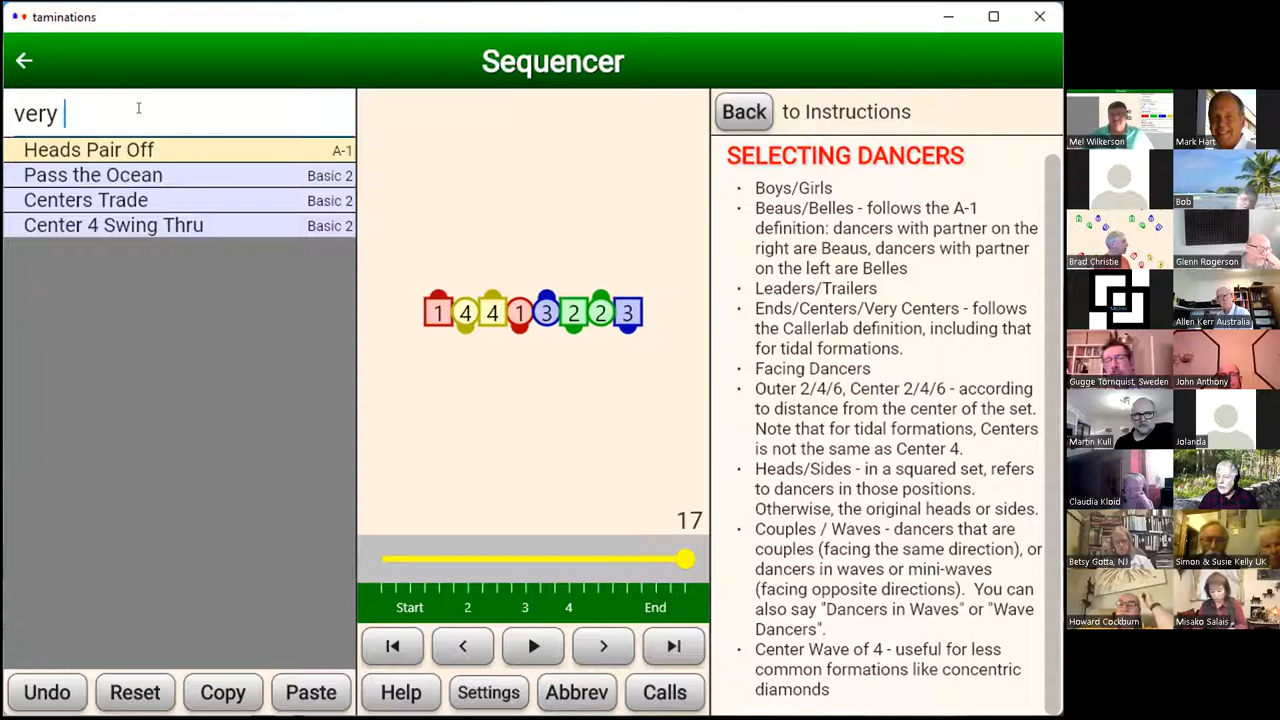 taminations
Sequencer
very
Heads Pair Off A-1
Pass the Ocean Basic 2
Centers Trade Basic 2
Center 4 Swing Thru Basic 2
1 4 4 1 3 2 2 3
17
Start 2 3 4 End
Undo Reset Copy Paste
Help Settings Abbrev Calls
Back to Instructions
SELECTING DANCERS
• Boys/Girls
• Beaus/Belles - follows the A-1
definition: dancers with partner on the
right are Beaus, dancers with partner
on the left are Belles
• Leaders/Trailers
• Ends/Centers/Very Centers - follows
the Callerlab definition, including that
for tidal formations.
• Facing Dancers
• Outer 2/4/6, Center 2/4/6 - according
to distance from the center of the set.
Note that for tidal formations, Centers
is not the same as Center 4.
• Heads/Sides - in a squared set, refers
to dancers in those positions.
Otherwise, the original heads or sides.
• Couples / Waves - dancers that are
couples (facing the same direction), or
dancers in waves or mini-waves
(facing opposite directions). You can
also say "Dancers in Waves" or "Wave
Dancers".
• Center Wave of 4 - useful for less
common formations like concentric
diamonds
Mel Wilkerson
Mark Hart
Bob
Brad Christie
Glenn Rogerson
Allen Kerr Australia
Gugge Törnquist, Sweden
John Anthony
Martin Kull
Jolanda
Claudia Kloid
Betsy Gotta, NJ
Simon & Susie Kelly UK
Howard Cockburn
Misako Salais